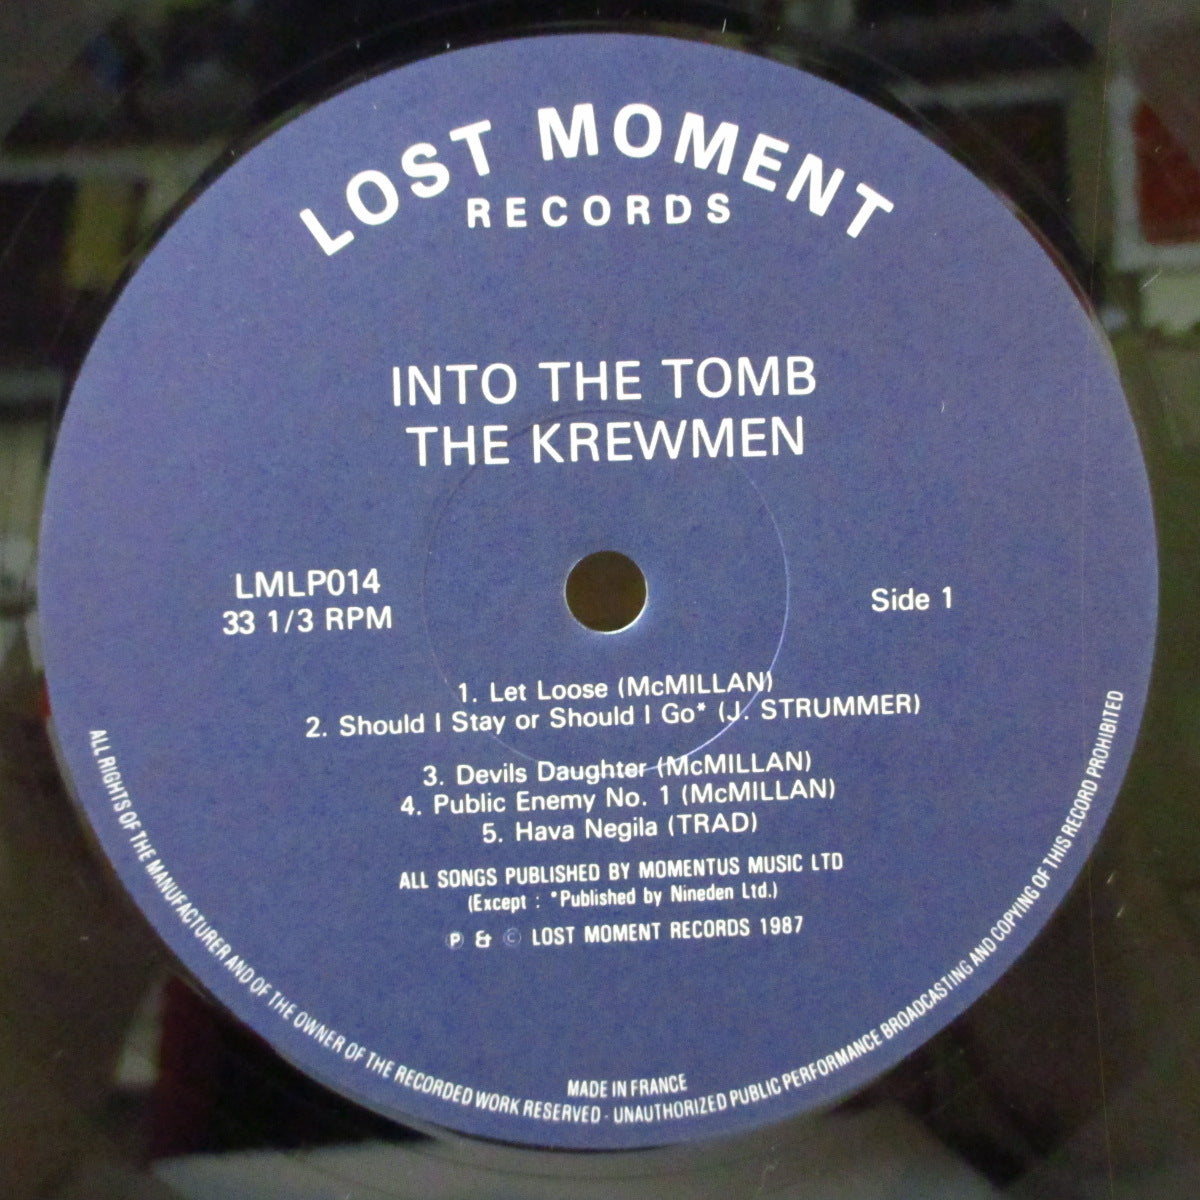 LOST MOMENT
RECORDS
INTO THE TOMB
THE KREWMEN
LMLP014
33 1/3 RPM
Side 1
1. Let Loose (McMILLAN)
2. Should I Stay or Should I Go* (J. STRUMMER)
3. Devils Daughter (McMILLAN)
4. Public Enemy No. 1 (McMILLAN)
5. Hava Negila (TRAD)
ALL SONGS PUBLISHED BY MOMENTUS MUSIC LTD
(Except : *Published by Nineden Ltd.)
℗ & © LOST MOMENT RECORDS 1987
MADE IN FRANCE
ALL RIGHTS OF THE MANUFACTURER AND OF THE OWNER OF THE RECORDED WORK RESERVED - UNAUTHORIZED PUBLIC PERFORMANCE BROADCASTING AND COPYING OF THIS RECORD PROHIBITED